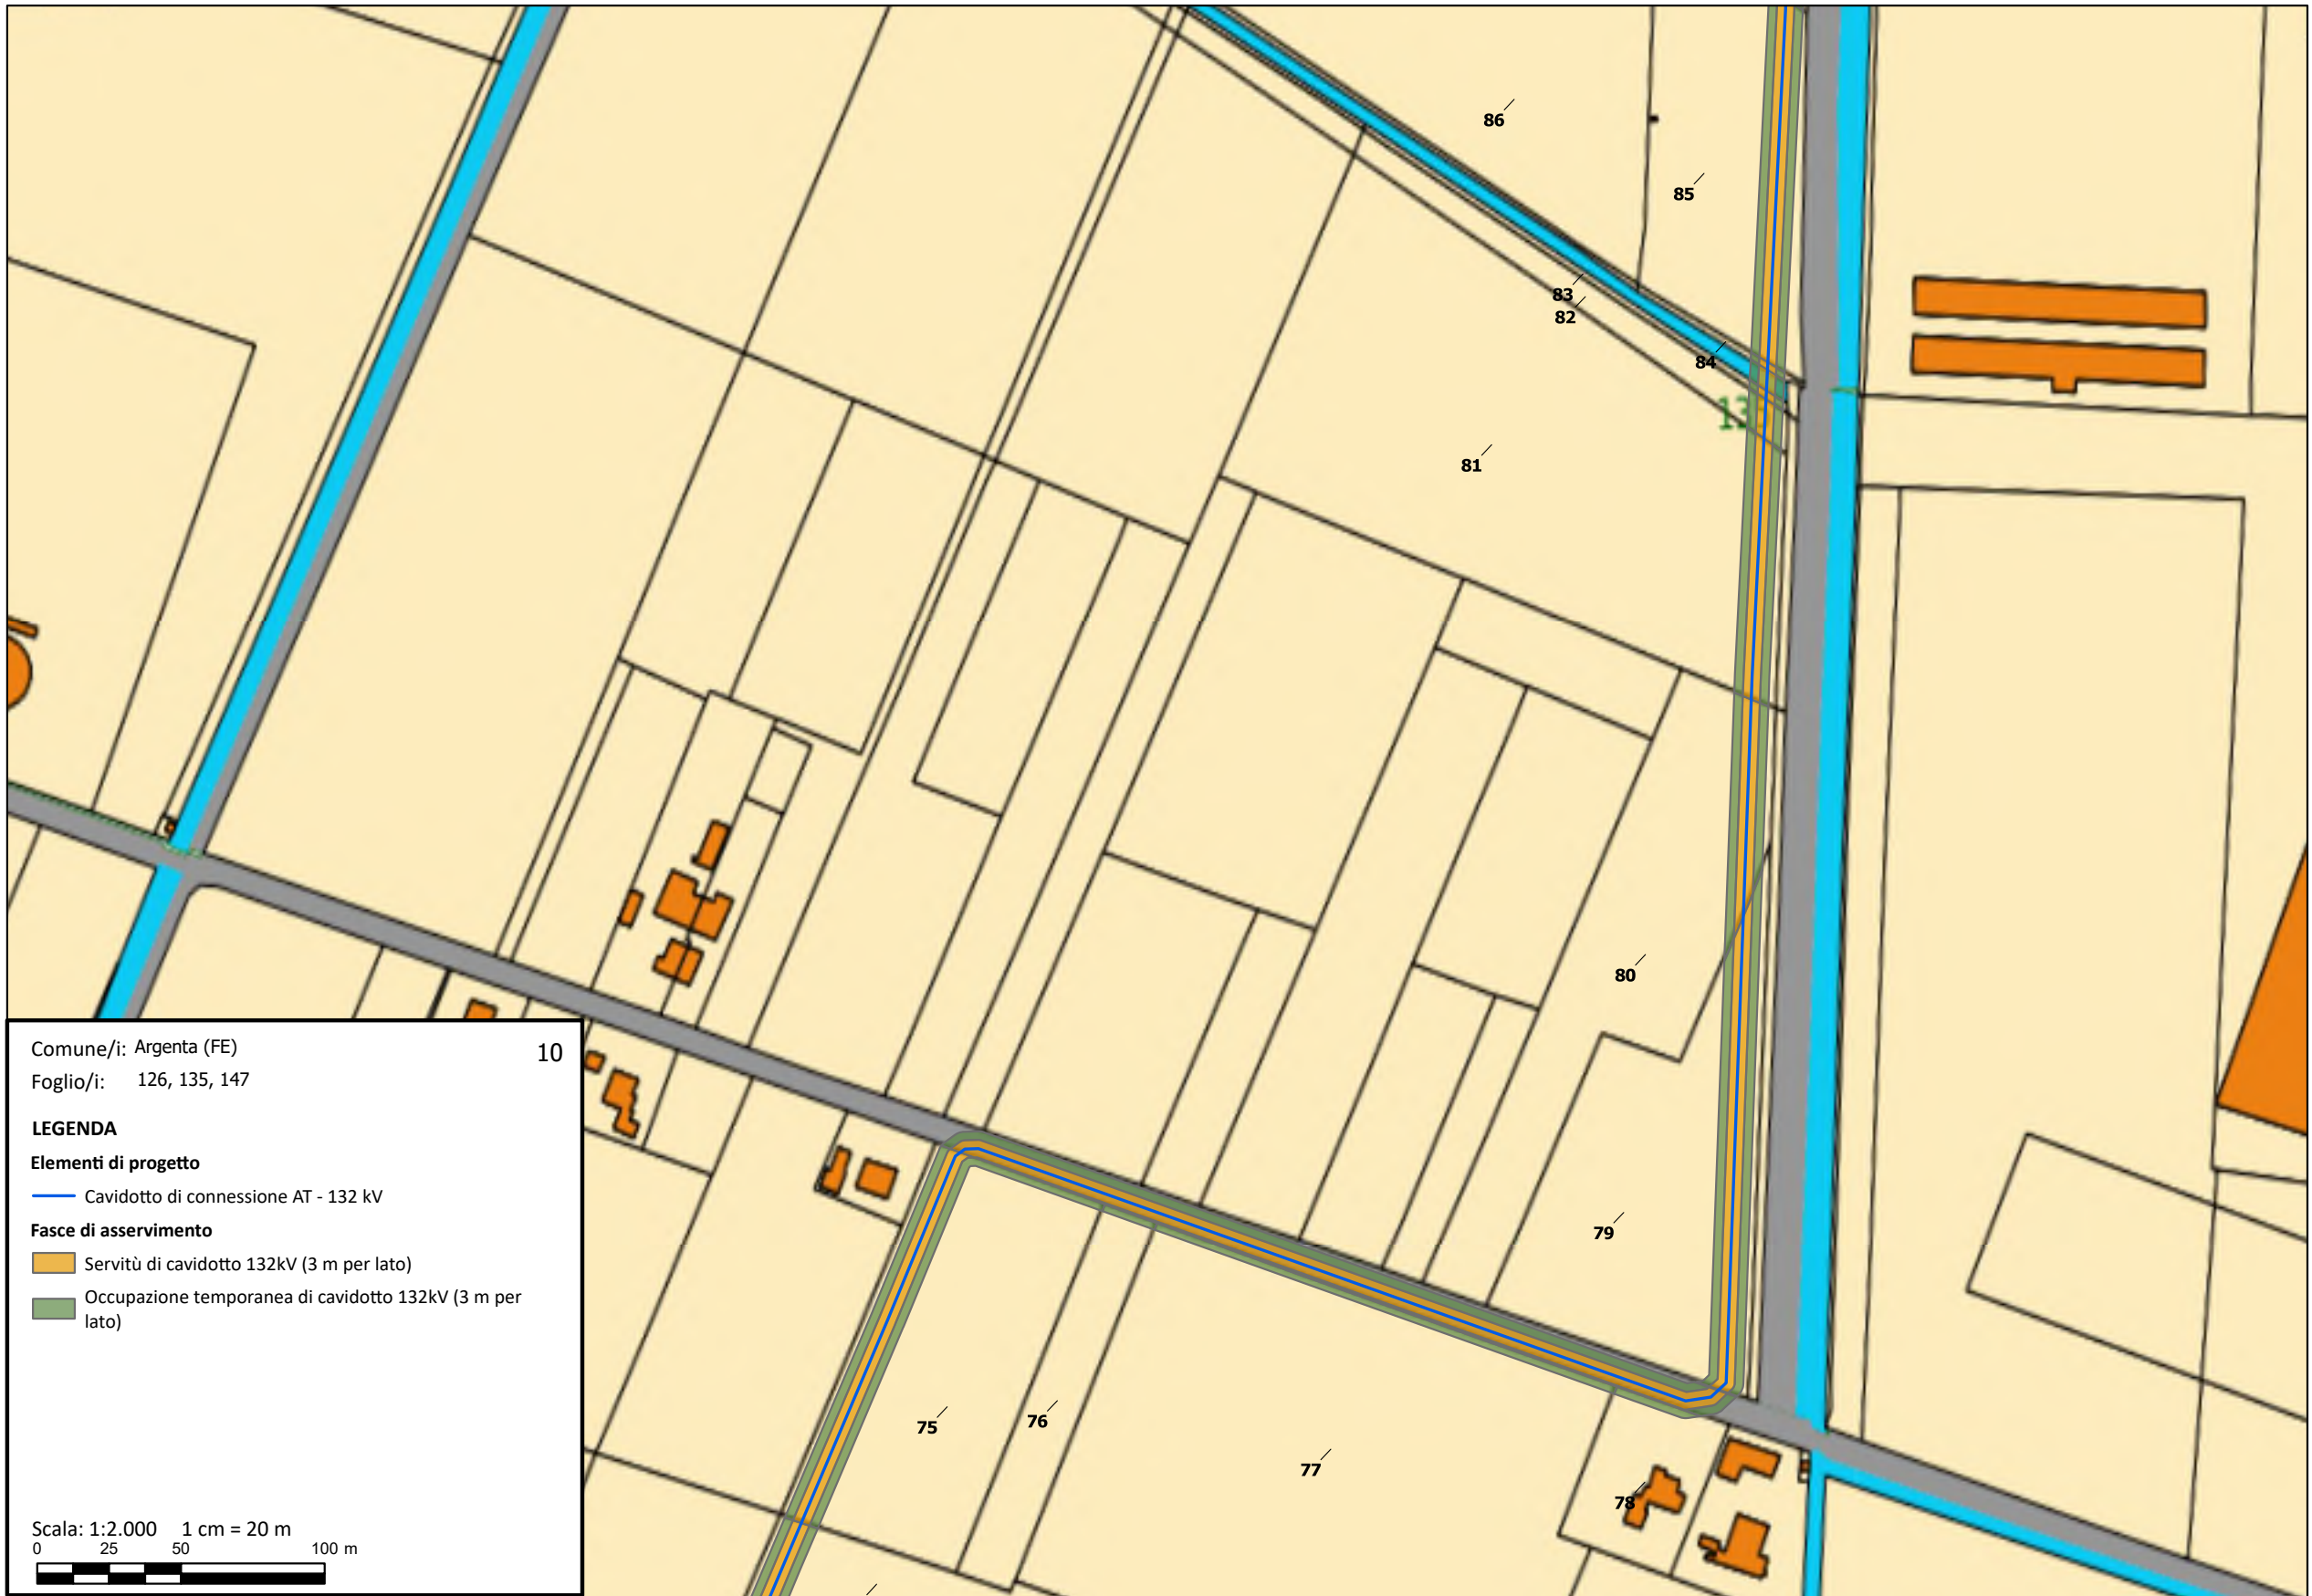 86
85
83
82
84
81
80
79
75
76
77
78
Comune/i: Argenta (FE)
10
Foglio/i: 126, 135, 147
LEGENDA
Elementi di progetto
Cavidotto di connessione AT - 132 kV
Fasce di asservimento
Servitù di cavidotto 132kV (3 m per lato)
Occupazione temporanea di cavidotto 132kV (3 m per
lato)
Scala: 1:2.000 1 cm = 20 m
0 25 50 100 m